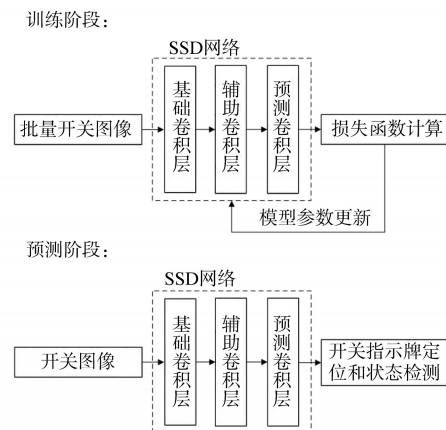 训练阶段：
SSD网络
批量开关图像
基础卷积层
辅助卷积层
预测卷积层
损失函数计算
模型参数更新
预测阶段：
SSD网络
开关图像
基础卷积层
辅助卷积层
预测卷积层
开关指示牌定
位和状态检测